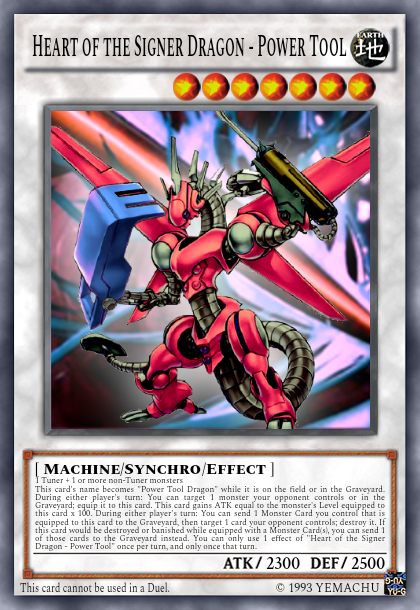 HEART OF THE SIGNER DRAGON - POWER TOOL
EARTH
地
[ MACHINE/SYNCHRO/EFFECT ]
1 Tuner + 1 or more non-Tuner monsters
This card's name becomes "Power Tool Dragon" while it is on the field or in the Graveyard.
During either player's turn: You can target 1 monster your opponent controls or in the
Graveyard; equip it to this card. This card gains ATK equal to the monster's Level equipped to
this card x 100. During either player's turn: You can send 1 Monster Card you control that is
equipped to this card to the Graveyard, then target 1 card your opponent controls; destroy it. If
this card would be destroyed or banished while equipped with a Monster Card(s), you can send 1
of those cards to the Graveyard instead. You can only use 1 effect of "Heart of the Signer
Dragon - Power Tool" once per turn, and only once that turn.
ATK / 2300 DEF / 2500
This card cannot be used in a Duel.
© 1993 YEMACHU